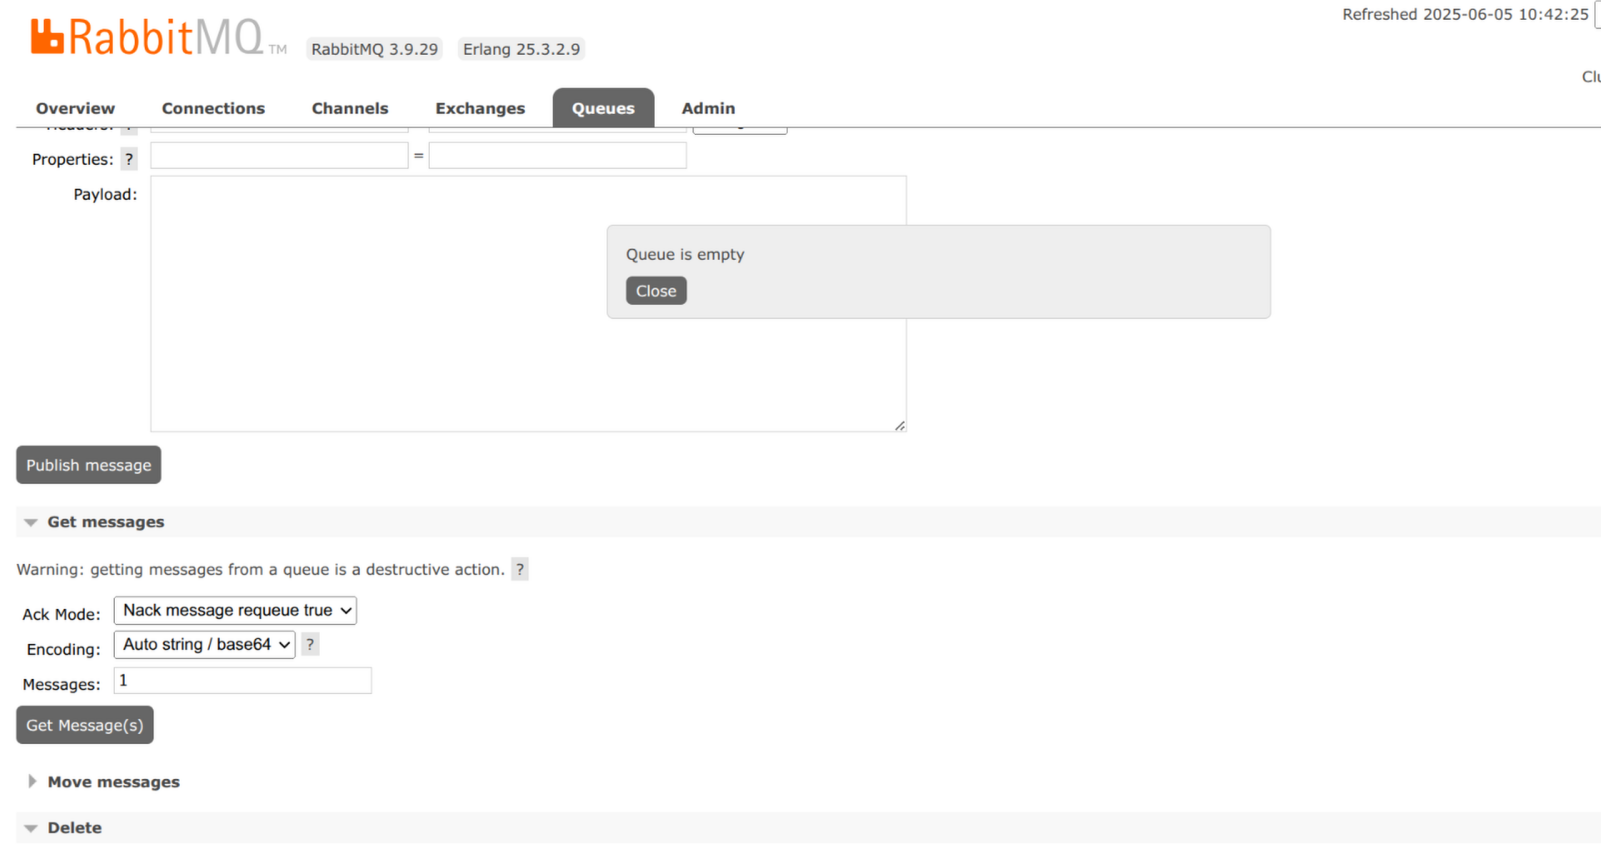 Refreshed 2025-06-05 10:42:25
RabbitMQ TM RabbitMQ 3.9.29 Erlang 25.3.2.9
Overview Connections Channels Exchanges Queues Admin
Headers: ?
Properties: ? =
Payload:
Queue is empty
Close
Publish message
Get messages
Warning: getting messages from a queue is a destructive action. ?
Ack Mode: Nack message requeue true
Encoding: Auto string / base64 ?
Messages: 1
Get Message(s)
Move messages
Delete